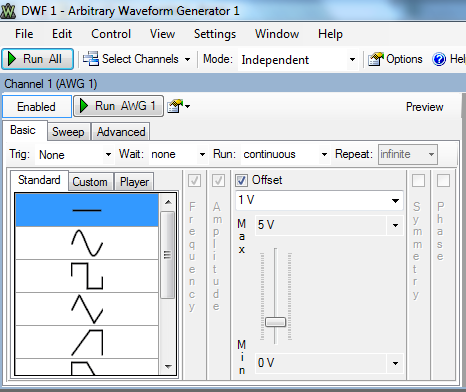 DWF 1 - Arbitrary Waveform Generator 1
File Edit Control View Settings Window Help
Run All Select Channels Mode: Independent Options Hel
Channel 1 (AWG 1)
Enabled Run AWG 1 Preview
Basic Sweep Advanced
Trig: None Wait: none Run: continuous Repeat: infinite
Standard Custom Player
Frequency
Amplitude
Offset
1 V
Max
5 V
Min
0 V
Symmetry
Phase